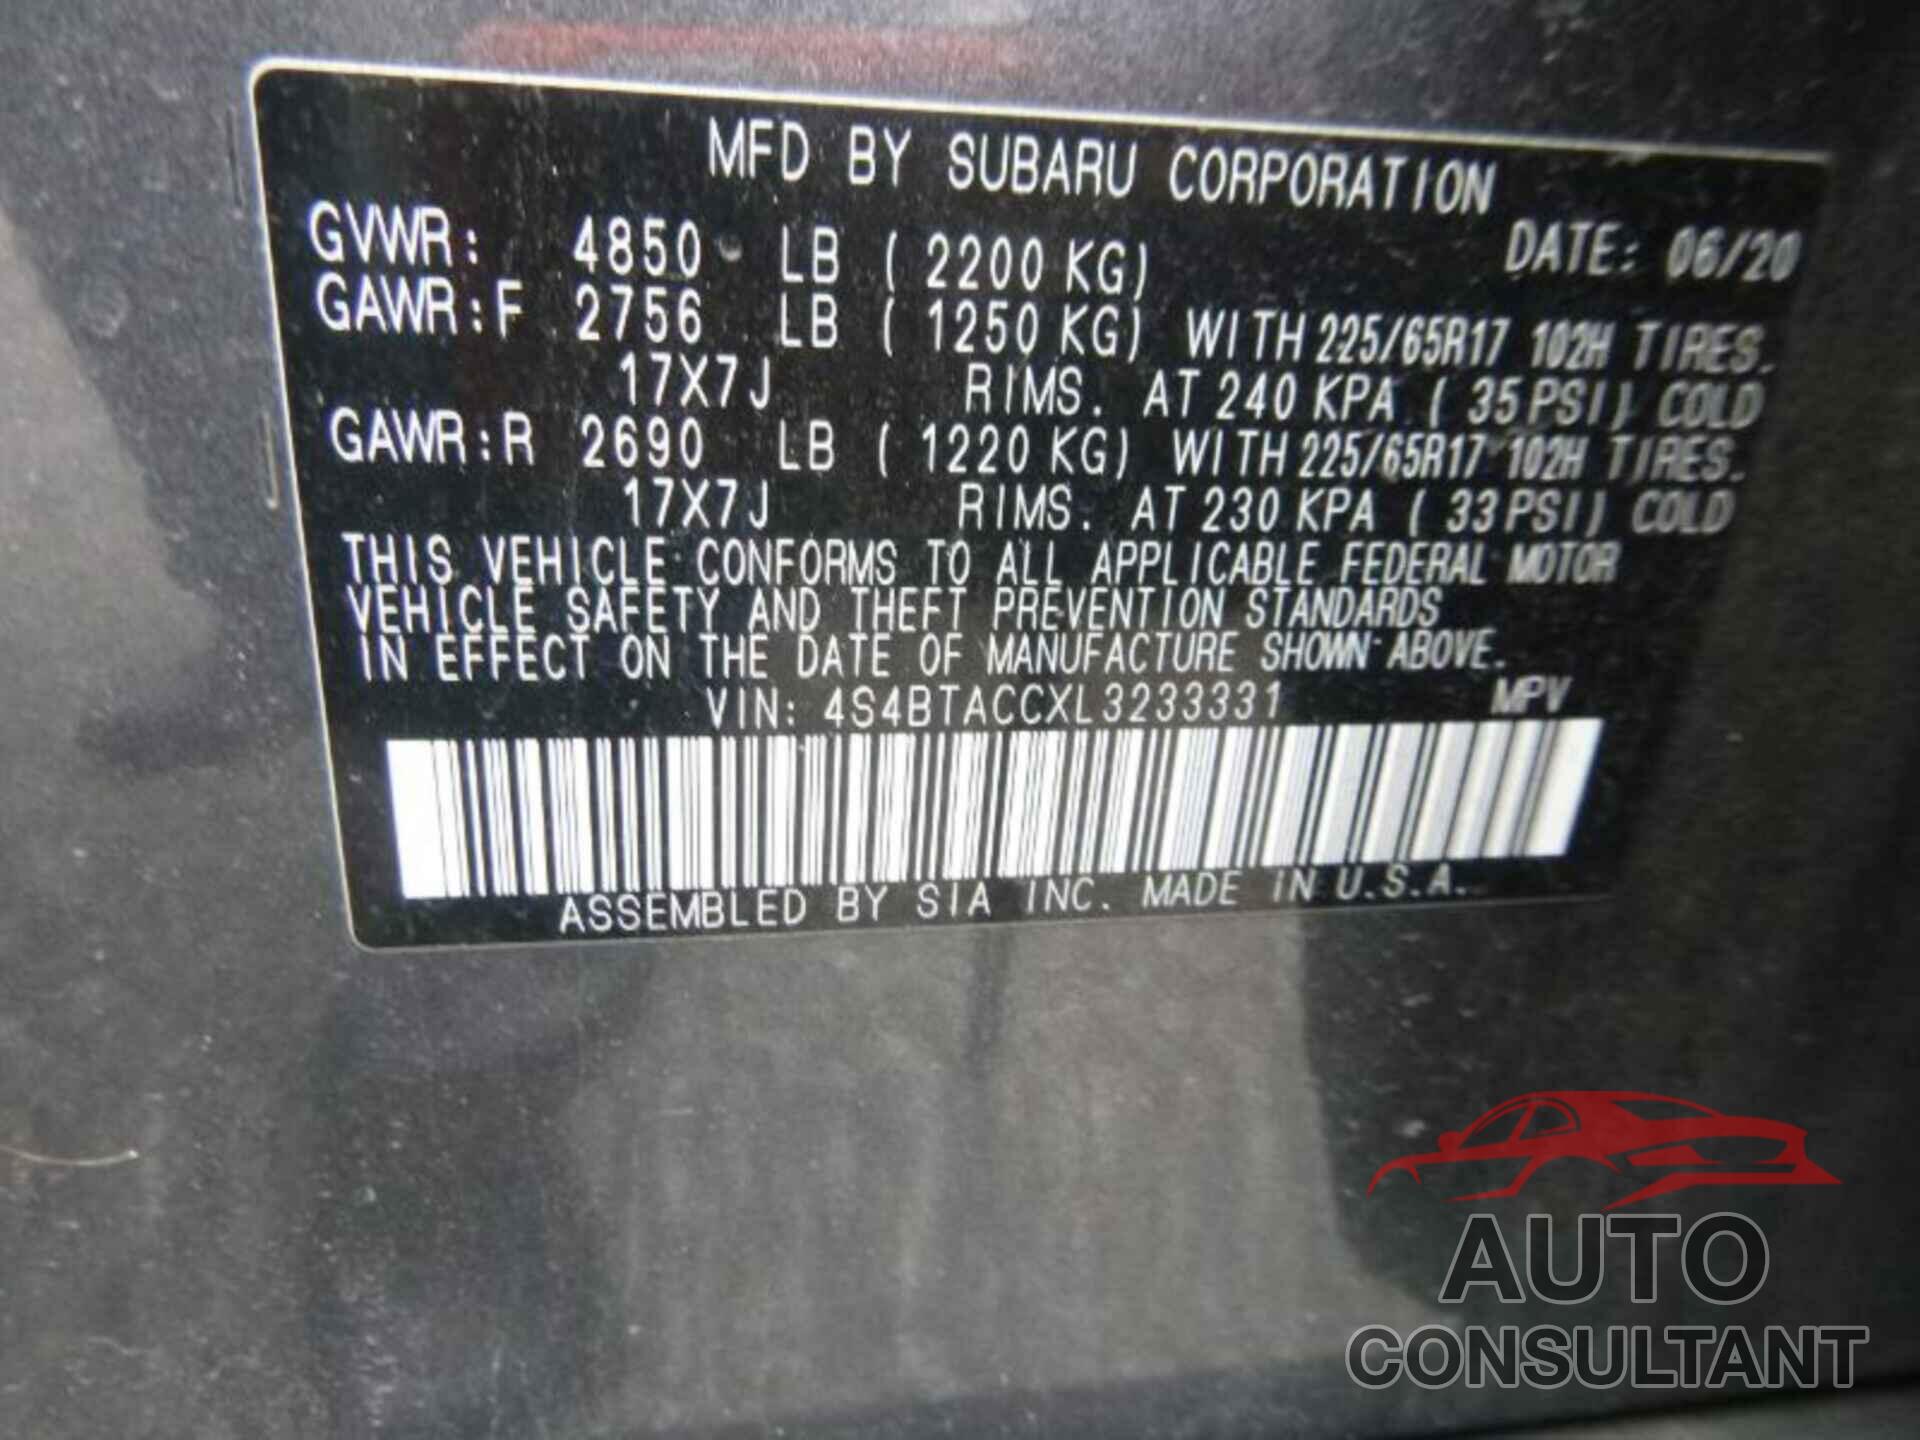 MFD BY SUBARU CORPORATION
GVWR: 4850 LB ( 2200 KG) DATE: 06/20
GAWR:F 2756 LB ( 1250 KG) WITH 225/65R17 102H TIRES.
17X7J RIMS. AT 240 KPA ( 35 PSI) COLD
GAWR:R 2690 LB ( 1220 KG) WITH 225/65R17 102H TIRES.
17X7J RIMS. AT 230 KPA ( 33 PSI) COLD
THIS VEHICLE CONFORMS TO ALL APPLICABLE FEDERAL MOTOR
VEHICLE SAFETY AND THEFT PREVENTION STANDARDS
IN EFFECT ON THE DATE OF MANUFACTURE SHOWN ABOVE.
VIN: 4S4BTACCXL3233331 MPV
ASSEMBLED BY SIA INC. MADE IN U.S.A.
AUTO
CONSULTANT